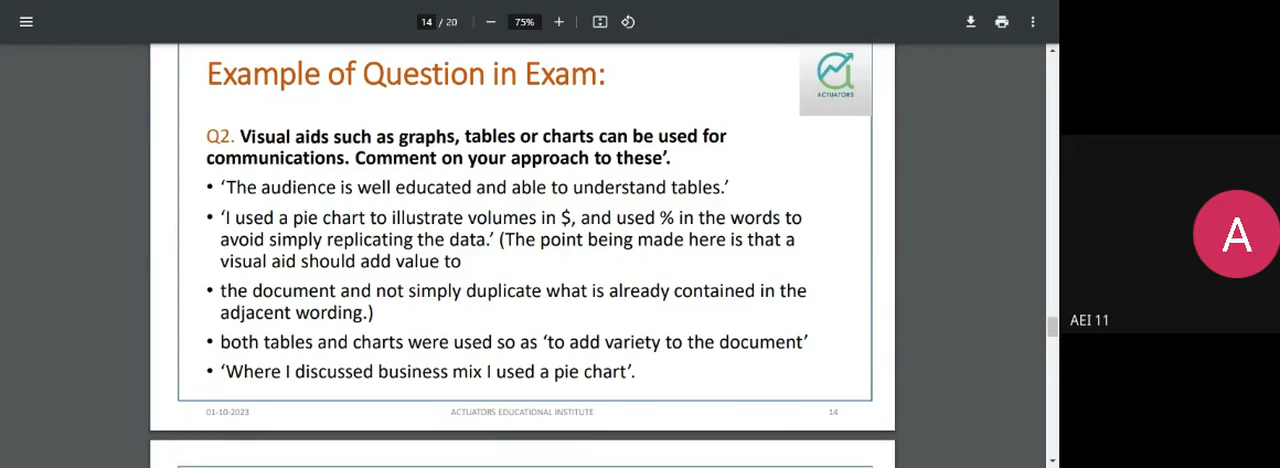 14 / 20
75%
Example of Question in Exam:
ACTUATORS
Q2. Visual aids such as graphs, tables or charts can be used for
communications. Comment on your approach to these’.
• ‘The audience is well educated and able to understand tables.’
• ‘I used a pie chart to illustrate volumes in $, and used % in the words to
avoid simply replicating the data.’ (The point being made here is that a
visual aid should add value to
• the document and not simply duplicate what is already contained in the
adjacent wording.)
• both tables and charts were used so as ‘to add variety to the document’
• ‘Where I discussed business mix I used a pie chart’.
01-10-2023
ACTUATORS EDUCATIONAL INSTITUTE
14
A
AEI 11